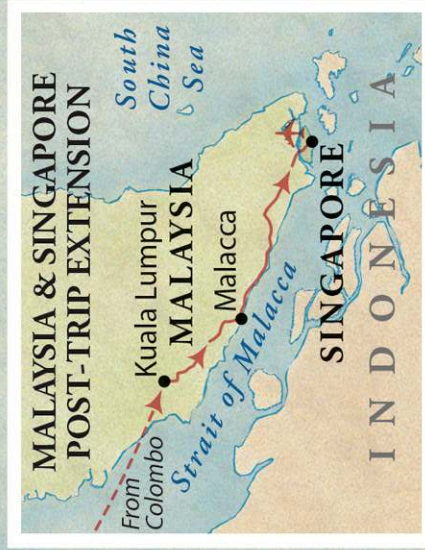 MALAYSIA & SINGAPORE
POST-TRIP EXTENSION
South
China
Sea
From
Colombo
Kuala Lumpur
MALAYSIA
Malacca
Strait of Malacca
SINGAPORE
INDONESIA